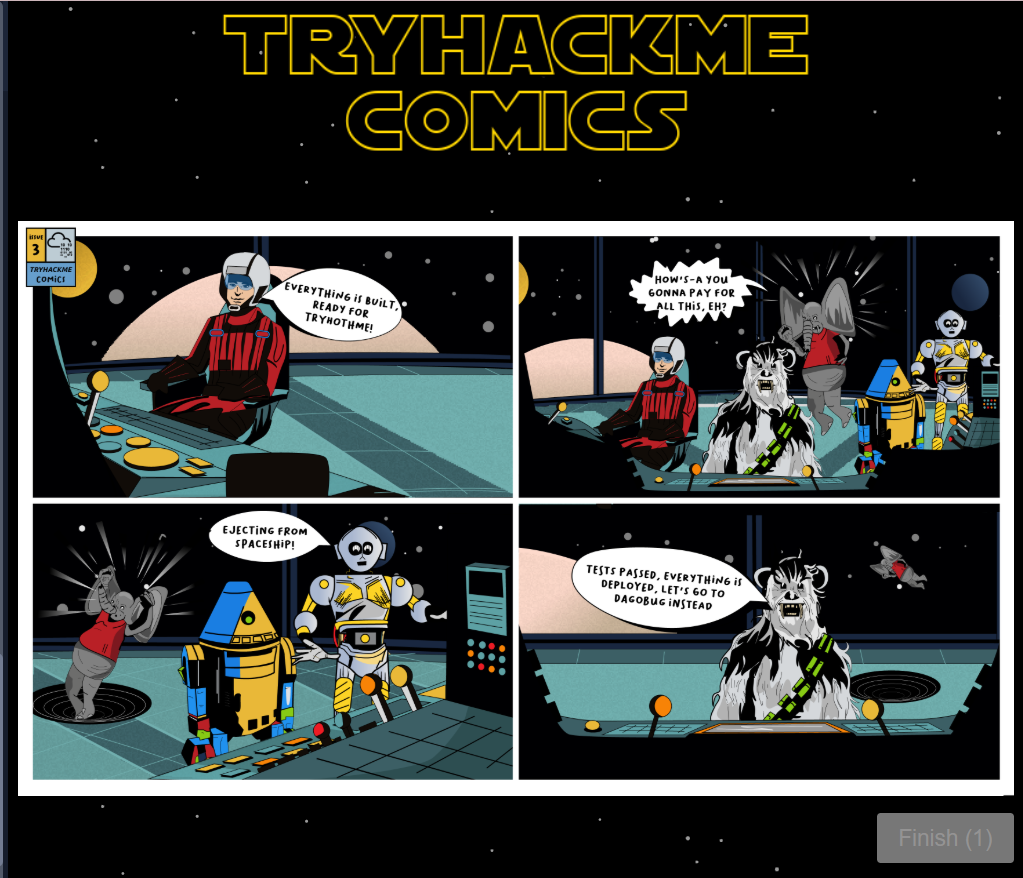 TRYHACKME
COMICS
ISSUE
3
TRYHACKME
COMICS
EVERYTHING IS BUILT,
READY FOR
TRYHOTHME!
HOW'S-A YOU
GONNA PAY FOR
ALL THIS, EH?
EJECTING FROM
SPACESHIP!
TESTS PASSED, EVERYTHING IS
DEPLOYED, LET'S GO TO
DAGOBUG INSTEAD
Finish (1)